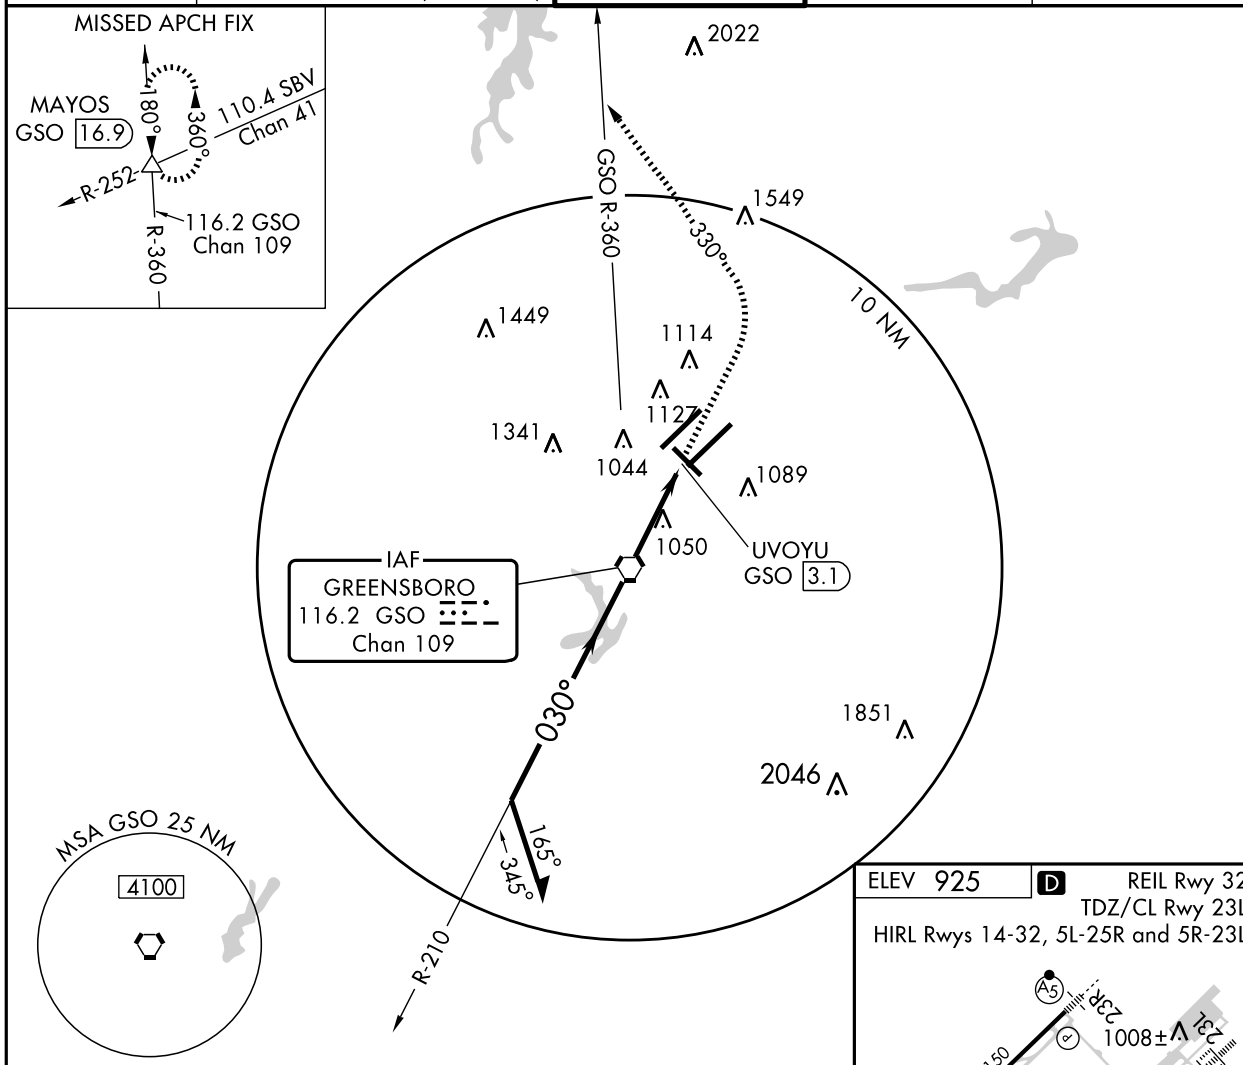 MISSED APCH FIX
MAYOS
GSO 16.9
180°
360°
110.4 SBV
Chan 41
R-252
116.2 GSO
Chan 109
R-360
2022
GSO R-360
330°
1549
10 NM
1449
1114
1127
1341
1044
1089
1050
UVOYU
GSO 3.1
IAF
GREENSBORO
116.2 GSO
Chan 109
030°
1851
2046
165°
345°
R-210
MSA GSO 25 NM
4100
ELEV 925
D
REIL Rwy 32
TDZ/CL Rwy 23L
HIRL Rwys 14-32, 5L-25R and 5R-23L
A5
23R
P
1008±
23L